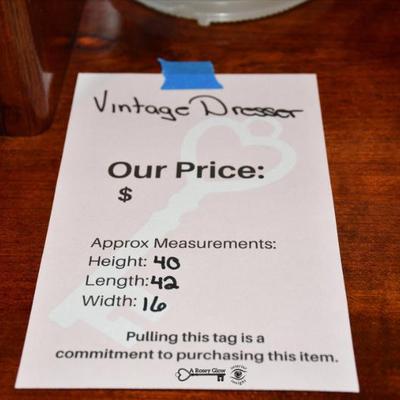 Vintage Dresser
Our Price:
$
Approx Measurements:
Height: 40
Length: 42
Width: 16
Pulling this tag is a
commitment to purchasing this item.
A Rosey Glow